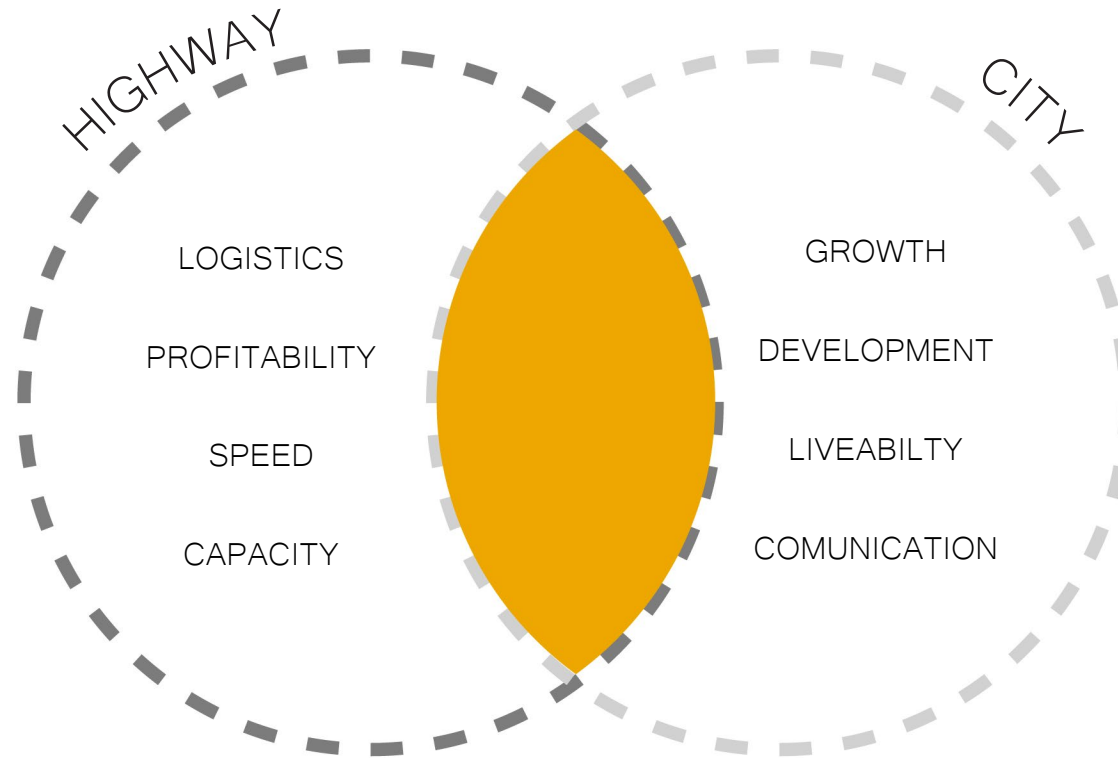 HIGHWAY
CITY
LOGISTICS
PROFITABILITY
SPEED
CAPACITY
GROWTH
DEVELOPMENT
LIVEABILTY
COMUNICATION